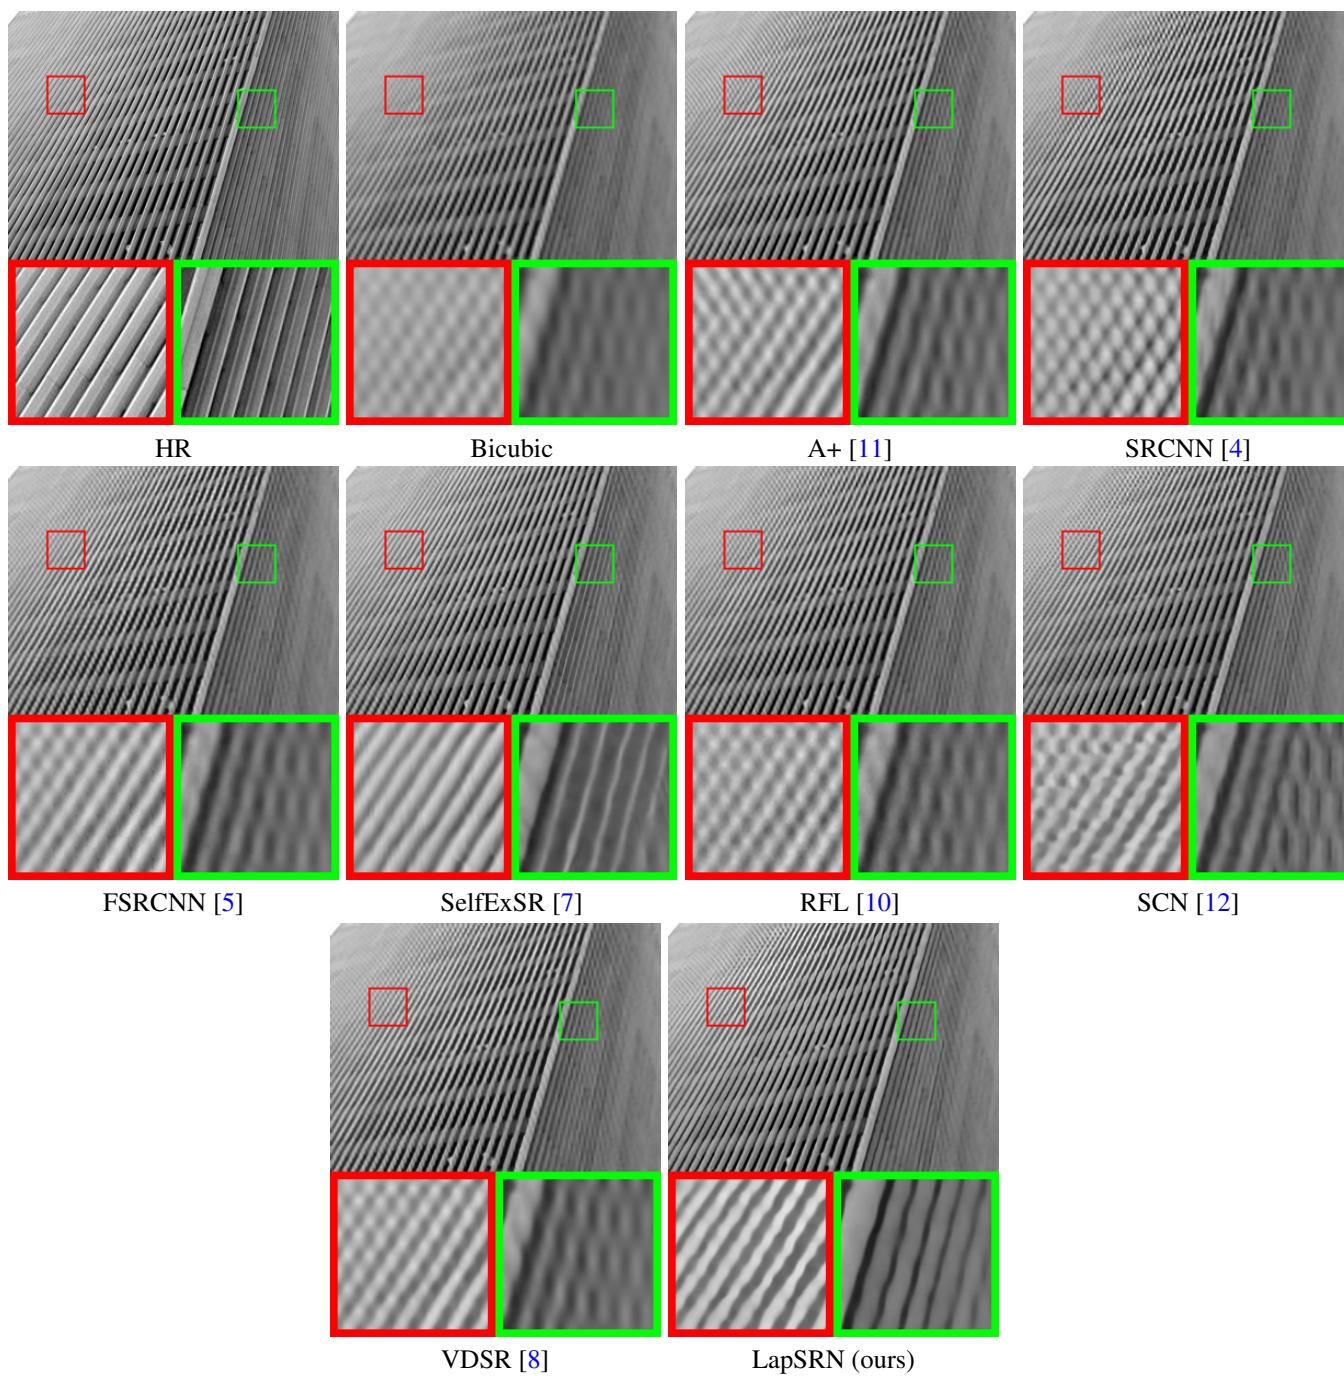 HR Bicubic A+ [11] SRCNN [4]
FSRCNN [5] SelfExSR [7] RFL [10] SCN [12]
VDSR [8] LapSRN (ours)